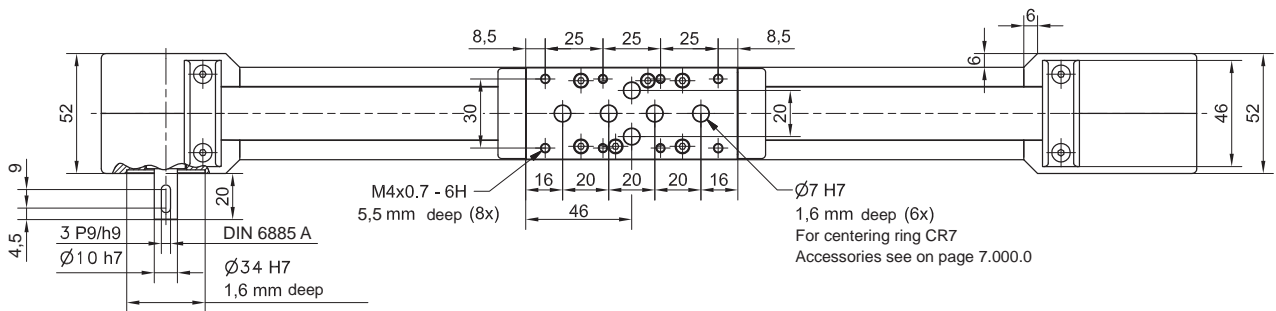 6
8,5
25
25
25
8,5
6
52
30
20
46
52
9
20
4,5
M4x0.7 - 6H
5,5 mm deep (8x)
16
20
20
20
16
46
Ø7 H7
1,6 mm deep (6x)
For centering ring CR7
Accessories see on page 7.000.0
3 P9/h9
DIN 6885 A
Ø10 h7
Ø34 H7
1,6 mm deep